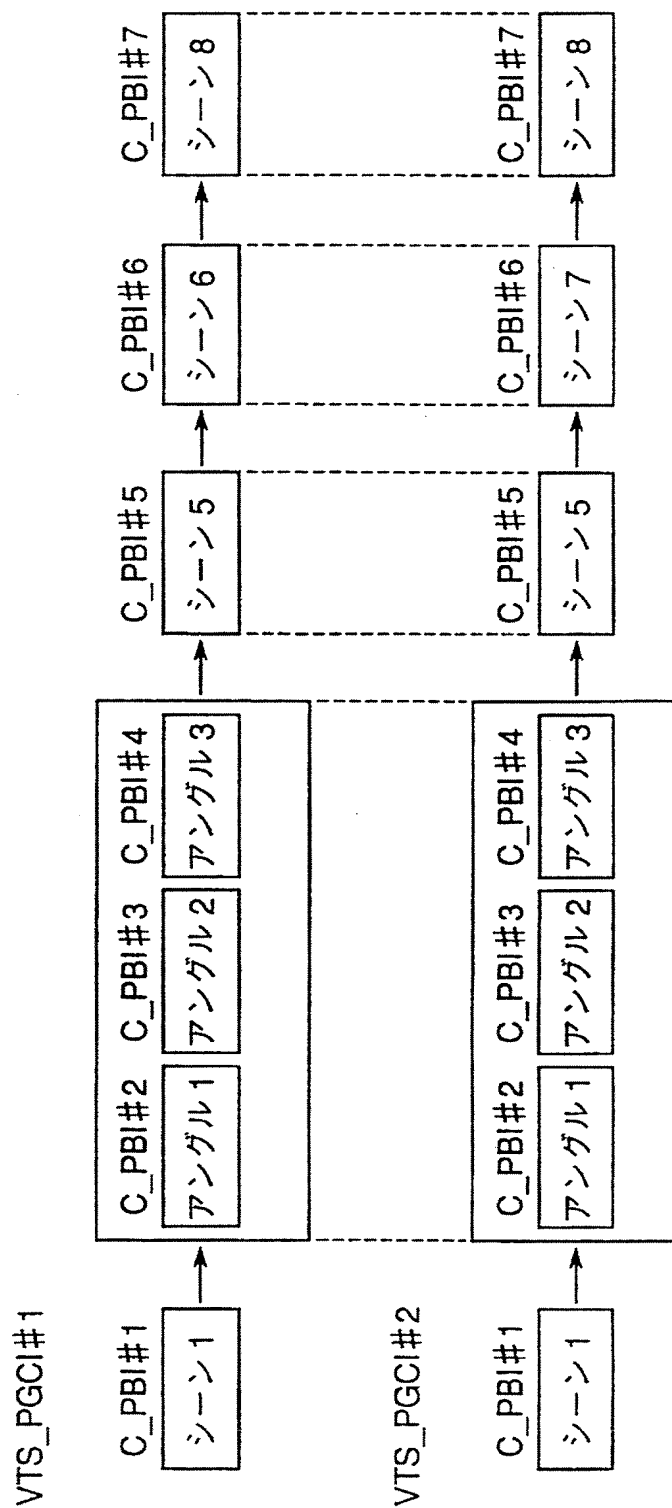 VTS_PGCI#1
C_PBI#1
シーン1
C_PBI#2
アングル1
C_PBI#3
アングル2
C_PBI#4
アングル3
C_PBI#5
シーン5
C_PBI#6
シーン6
C_PBI#7
シーン8
VTS_PGCI#2
C_PBI#1
シーン1
C_PBI#2
アングル1
C_PBI#3
アングル2
C_PBI#4
アングル3
C_PBI#5
シーン5
C_PBI#6
シーン7
C_PBI#7
シーン8